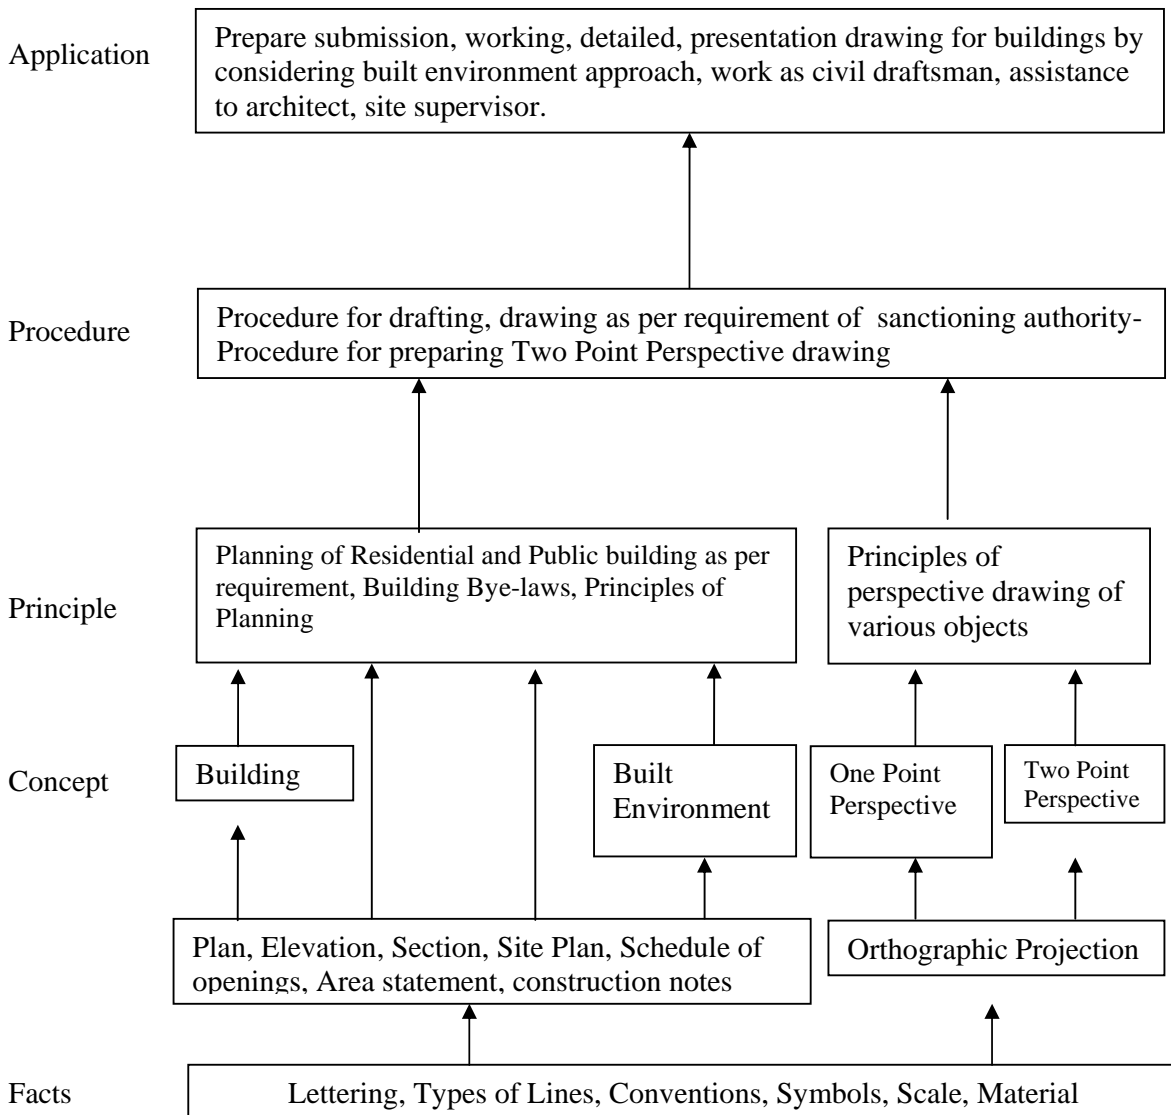 Application
Prepare submission, working, detailed, presentation drawing for buildings by
considering built environment approach, work as civil draftsman, assistance
to architect, site supervisor.
Procedure
Procedure for drafting, drawing as per requirement of  sanctioning authority-
Procedure for preparing Two Point Perspective drawing
Principle
Planning of Residential and Public building as per
requirement, Building Bye-laws, Principles of
Planning
Principles of
perspective drawing of
various objects
Concept
Building
Built
Environment
One Point
Perspective
Two Point
Perspective
Plan, Elevation, Section, Site Plan, Schedule of
openings, Area statement, construction notes
Orthographic Projection
Facts
Lettering, Types of Lines, Conventions, Symbols, Scale, Material